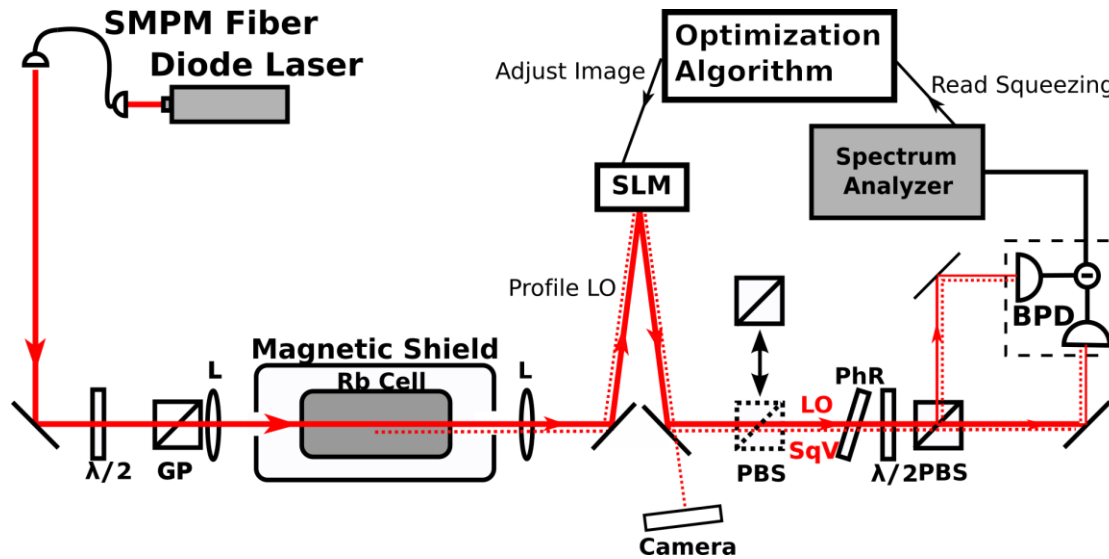 SMPM Fiber
Diode Laser
Optimization
Algorithm
Adjust Image
Read Squeezing
SLM
Spectrum
Analyzer
Profile LO
BPD
Magnetic Shield
Rb Cell
L
L
PhR
LO
SqV
λ/2
GP
PBS
λ/2
PBS
Camera